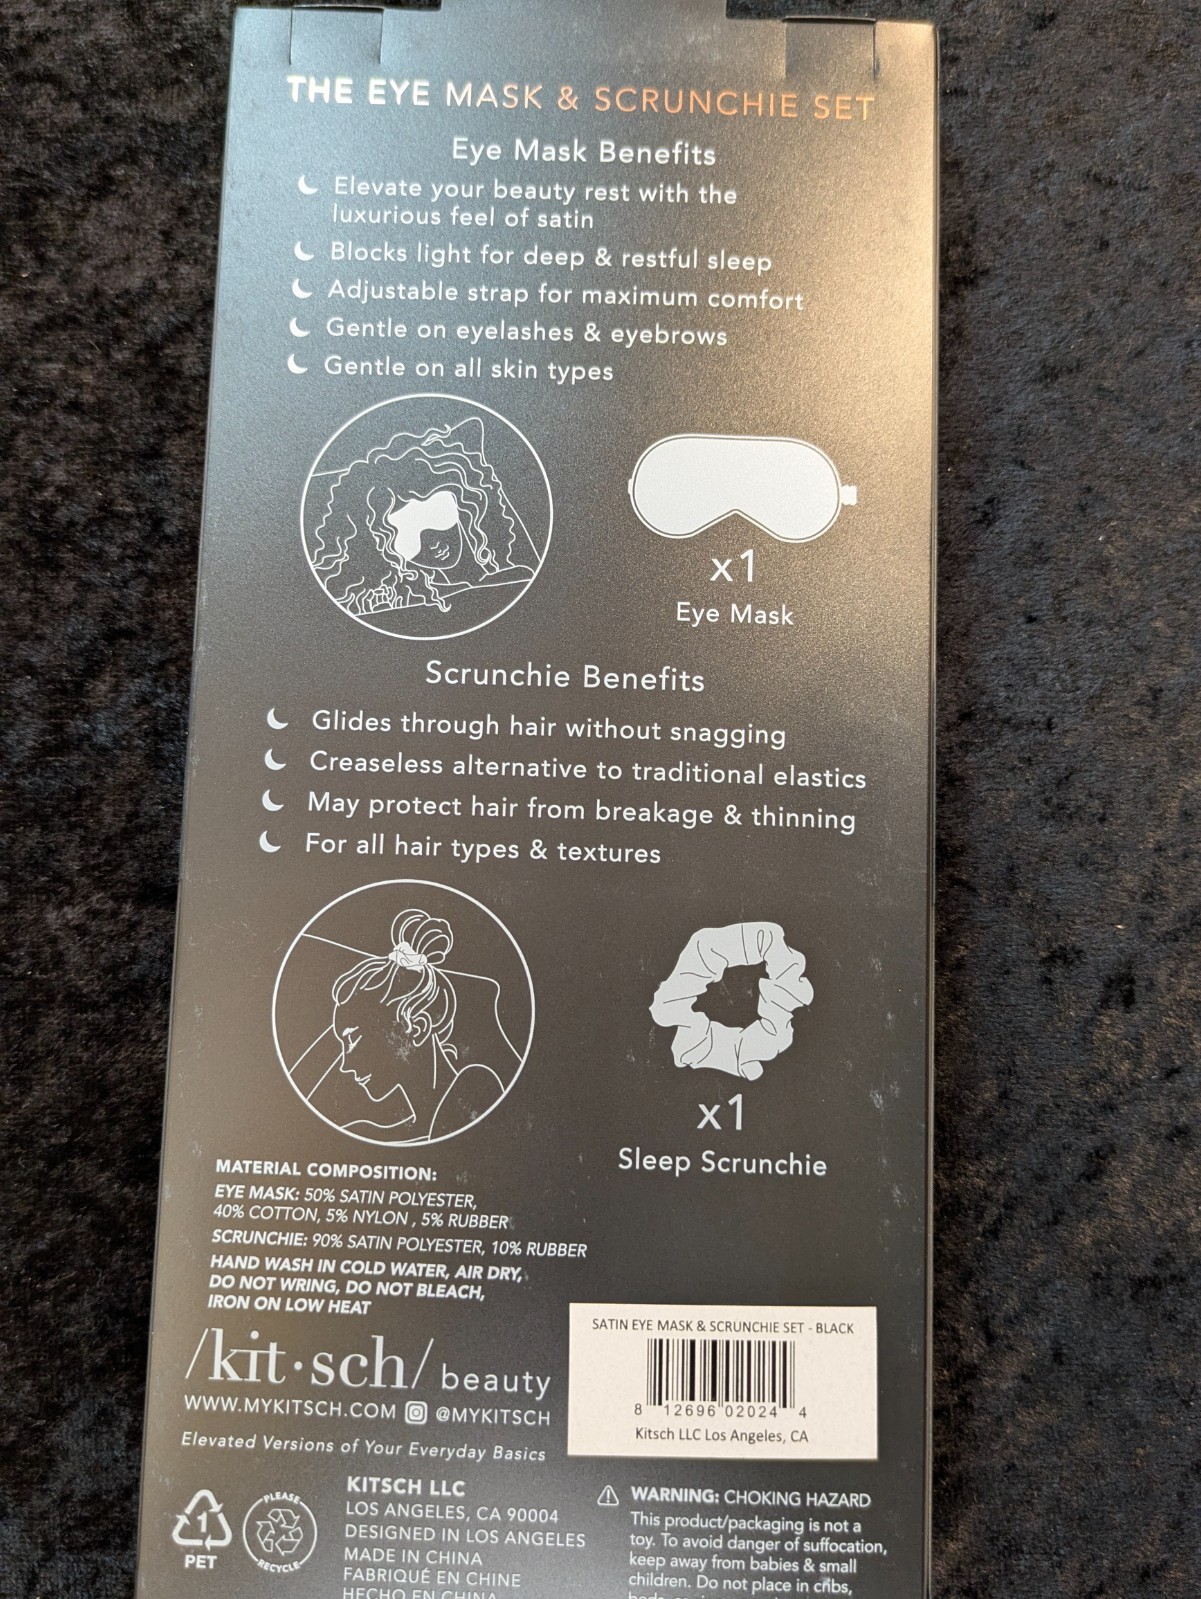 THE EYE MASK & SCRUNCHIE SET
Eye Mask Benefits
Elevate your beauty rest with the
luxurious feel of satin
Blocks light for deep & restful sleep
Adjustable strap for maximum comfort
Gentle on eyelashes & eyebrows
Gentle on all skin types
x1
Eye Mask
Scrunchie Benefits
Glides through hair without snagging
Creaseless alternative to traditional elastics
May protect hair from breakage & thinning
For all hair types & textures
x1
Sleep Scrunchie
MATERIAL COMPOSITION:
EYE MASK: 50% SATIN POLYESTER,
40% COTTON, 5% NYLON , 5% RUBBER
SCRUNCHIE: 90% SATIN POLYESTER, 10% RUBBER
HAND WASH IN COLD WATER, AIR DRY,
DO NOT WRING, DO NOT BLEACH,
IRON ON LOW HEAT
/kit·sch/ beauty
WWW.MYKITSCH.COM @MYKITSCH
Elevated Versions of Your Everyday Basics
SATIN EYE MASK & SCRUNCHIE SET - BLACK
8 12696 02024 4
Kitsch LLC Los Angeles, CA
1
PET
PLEASE
RECYCLE
KITSCH LLC
LOS ANGELES, CA 90004
DESIGNED IN LOS ANGELES
MADE IN CHINA
FABRIQUÉ EN CHINE
HECHO EN CHINA
WARNING: CHOKING HAZARD
This product/packaging is not a
toy. To avoid danger of suffocation,
keep away from babies & small
children. Do not place in cribs,